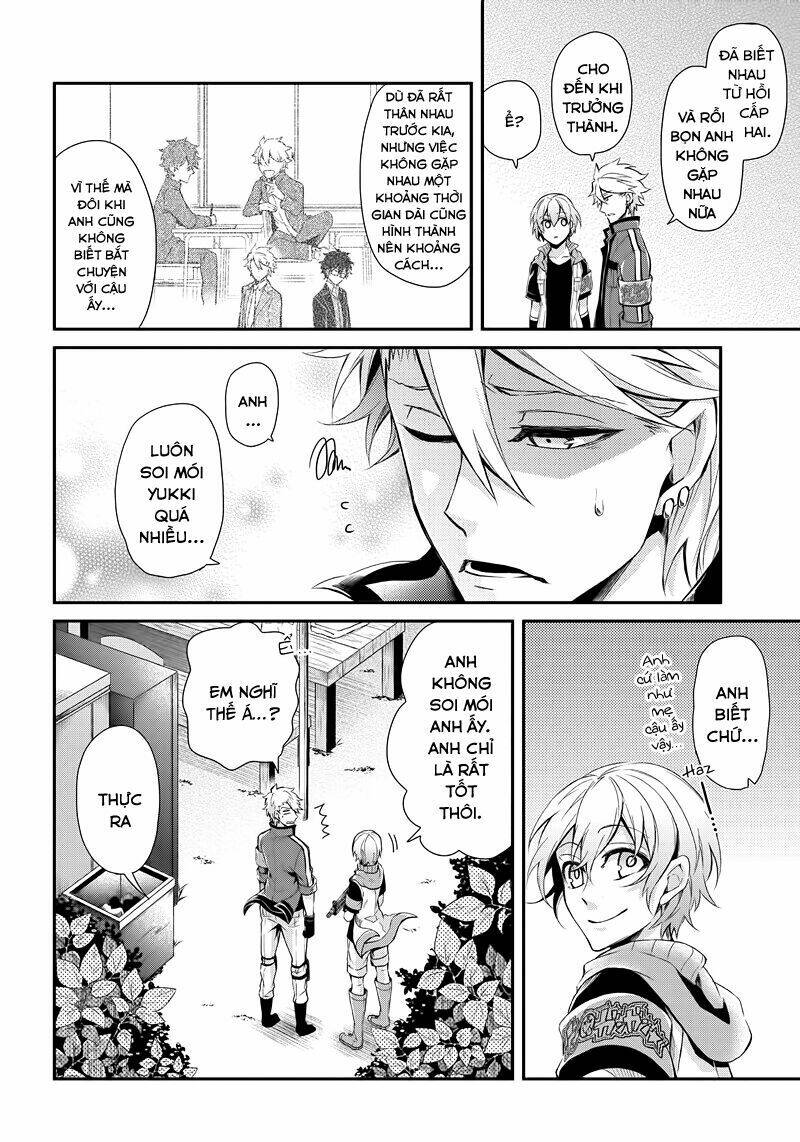 ĐÃ BIẾT
NHAU
TỪ HỒI
CẤP
HAI.
VÀ RỒI
BỌN ANH
KHÔNG
GẶP
NHAU
NỮA
CHO
ĐẾN KHI
TRƯỞNG
THÀNH.
Ể?
DÙ ĐÃ RẤT
THÂN NHAU
TRƯỚC KIA,
NHƯNG VIỆC
KHÔNG GẶP
NHAU MỘT
KHOẢNG THỜI
GIAN DÀI CŨNG
HÌNH THÀNH
NÊN KHOẢNG
CÁCH...
VÌ THẾ MÀ
ĐÔI KHI
ANH CŨNG
KHÔNG
BIẾT BẮT
CHUYỆN
VỚI CẬU
ẤY...
ANH
...
LUÔN
SOI MÓI
YUKKI
QUÁ
NHIỀU...
ANH
BIẾT
CHỨ...
Anh
cứ làm
như
mẹ
cậu ấy
vậy...
Haz
ANH
KHÔNG
SOI MÓI
ANH ẤY.
ANH CHỈ
LÀ RẤT
TỐT
THÔI.
E...
EM NGHĨ
THẾ Á...?
THỰC
RA